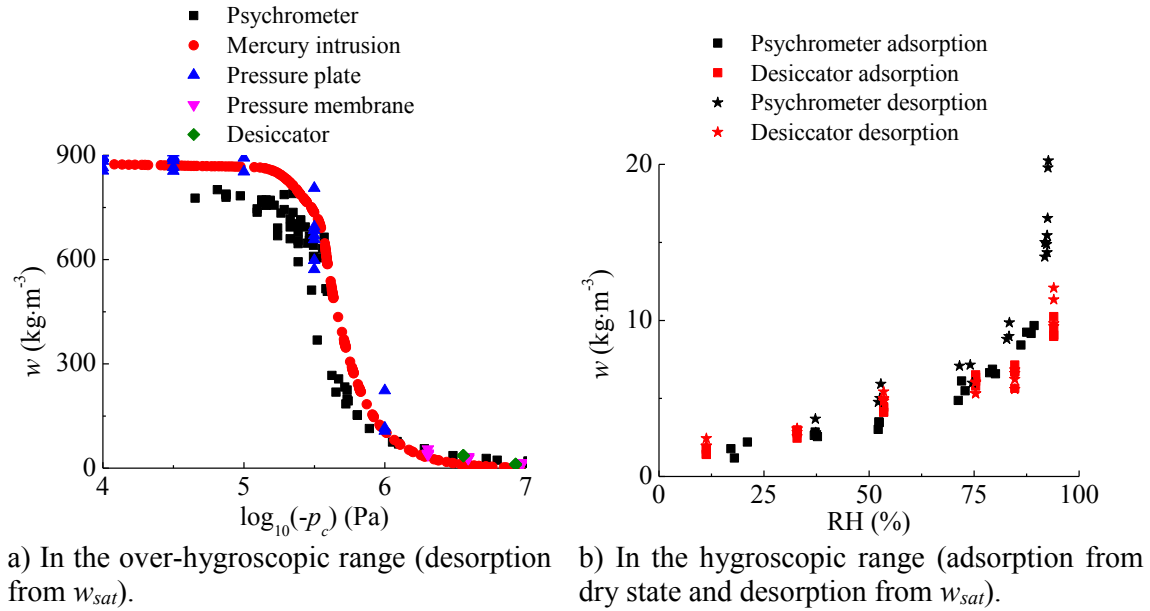 Psychrometer
Mercury intrusion
Pressure plate
Pressure membrane
Desiccator
900
600
300
0
w (kg·m⁻³)
4 5 6 7
log₁₀(-p_c) (Pa)
a) In the over-hygroscopic range (desorption
from w_sat).
Psychrometer adsorption
Desiccator adsorption
Psychrometer desorption
Desiccator desorption
20
10
0
w (kg·m⁻³)
0 25 50 75 100
RH (%)
b) In the hygroscopic range (adsorption from
dry state and desorption from w_sat).